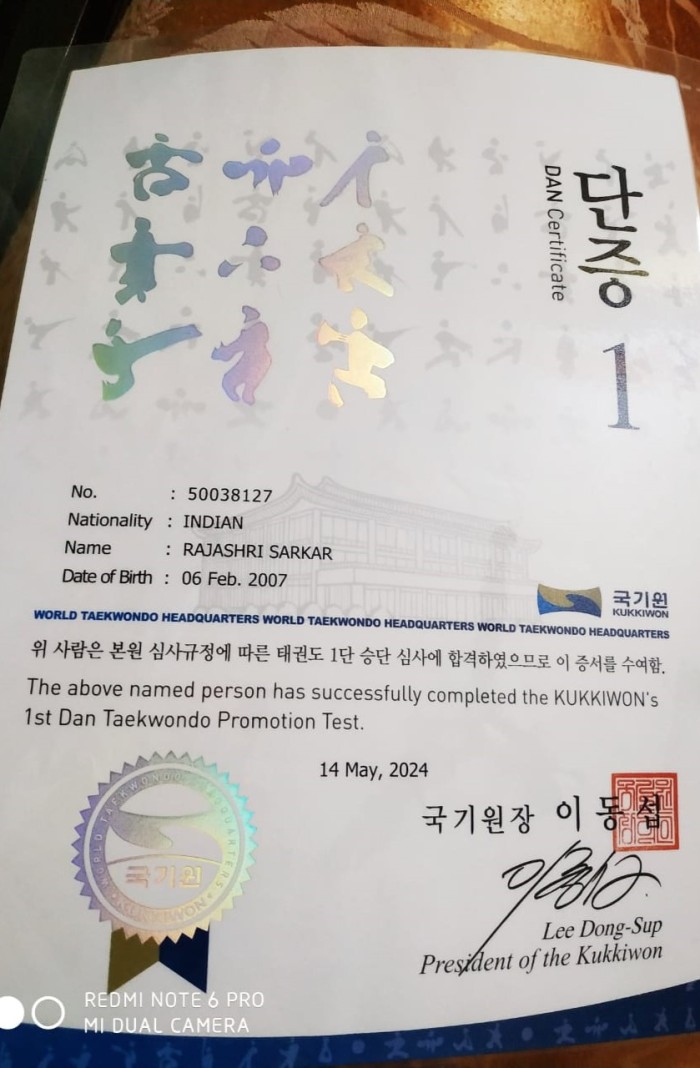 단증
DAN Certificate
1
No. : 50038127
Nationality : INDIAN
Name : RAJASHRI SARKAR
Date of Birth : 06 Feb. 2007
국기원
KUKKIWON
WORLD TAEKWONDO HEADQUARTERS WORLD TAEKWONDO HEADQUARTERS WORLD TAEKWONDO HEADQUARTERS
위 사람은 본원 심사규정에 따른 태권도 1단 승단 심사에 합격하였으므로 이 증서를 수여함.
The above named person has successfully completed the KUKKIWON's
1st Dan Taekwondo Promotion Test.
14 May, 2024
국기원장 이동섭
WORLD TAEKWONDO HEADQUARTERS
국기원
KUKKIWON
Lee Dong-Sup
President of the Kukkiwon
REDMI NOTE 6 PRO
MI DUAL CAMERA